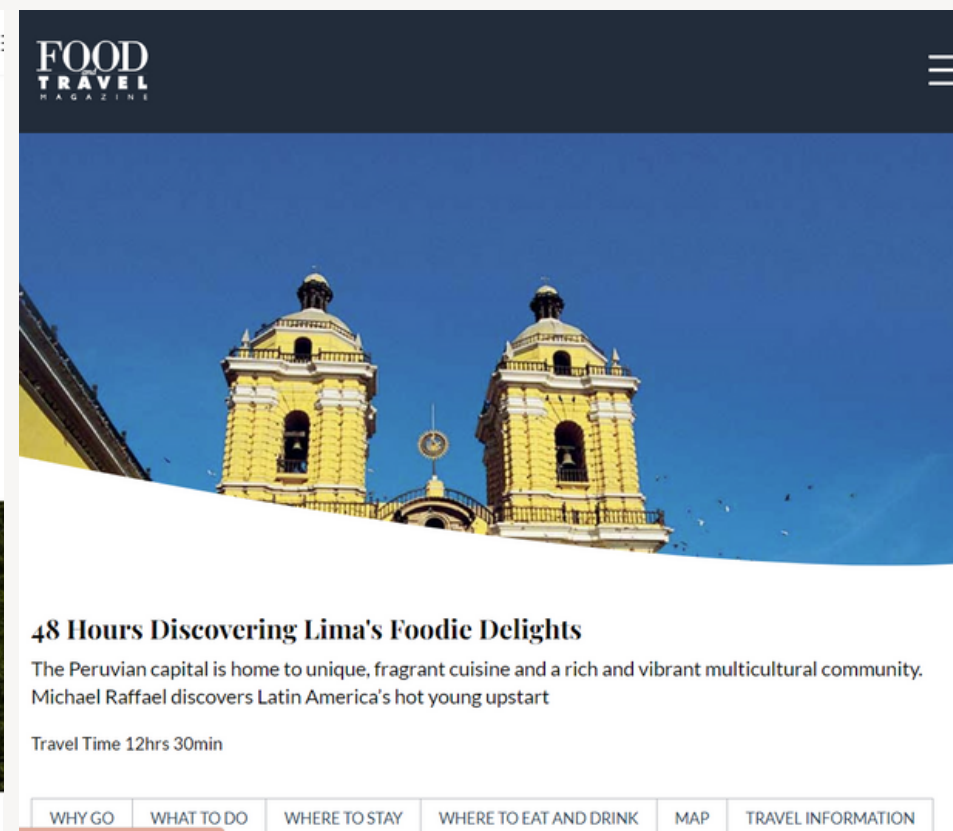 FOOD
and
TRAVEL
MAGAZINE
48 Hours Discovering Lima's Foodie Delights
The Peruvian capital is home to unique, fragrant cuisine and a rich and vibrant multicultural community.
Michael Raffael discovers Latin America's hot young upstart
Travel Time 12hrs 30min
WHY GO WHAT TO DO WHERE TO STAY WHERE TO EAT AND DRINK MAP TRAVEL INFORMATION